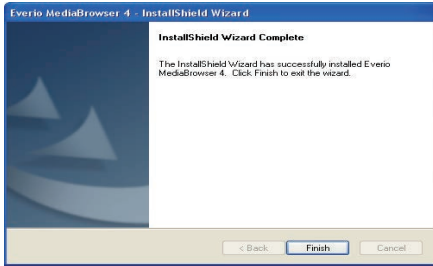 Everio MediaBrowser 4 - InstallShield Wizard
InstallShield Wizard Complete
The InstallShield Wizard has successfully installed Everio
MediaBrowser 4. Click Finish to exit the wizard.
< Back Finish Cancel